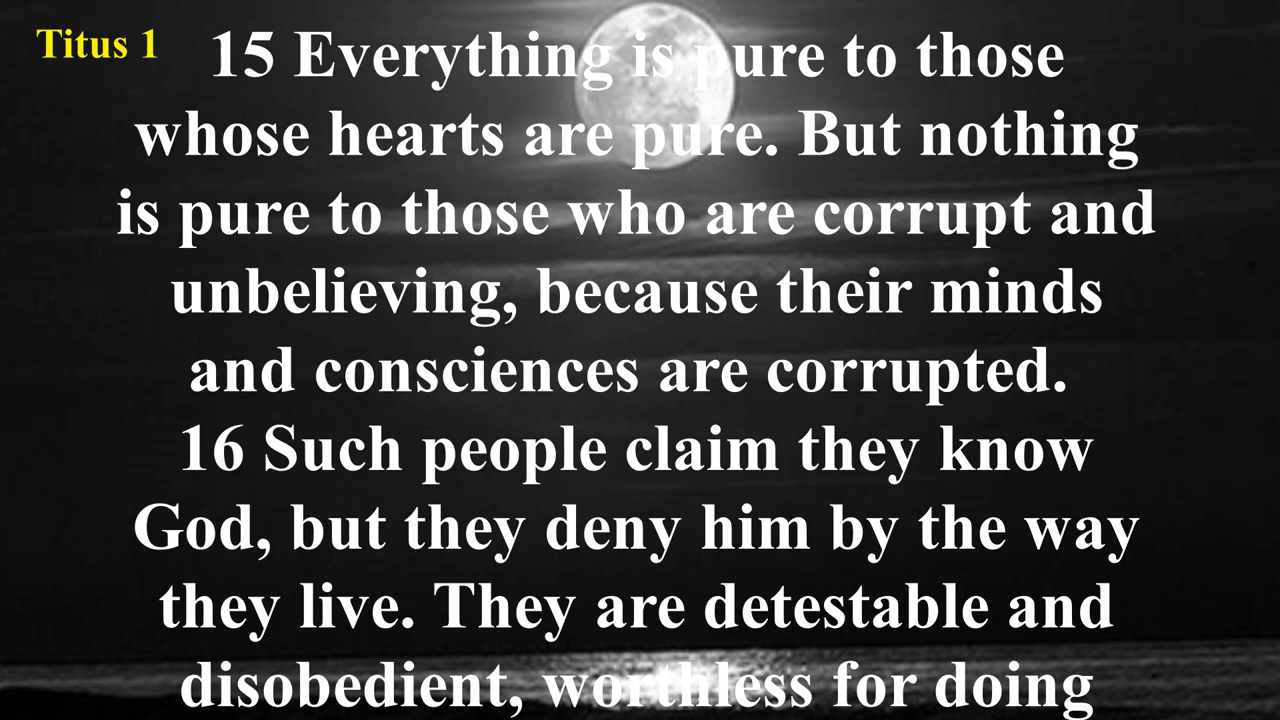 Titus 1
15 Everything is pure to those
whose hearts are pure. But nothing
is pure to those who are corrupt and
unbelieving, because their minds
and consciences are corrupted.
16 Such people claim they know
God, but they deny him by the way
they live. They are detestable and
disobedient, worthless for doing